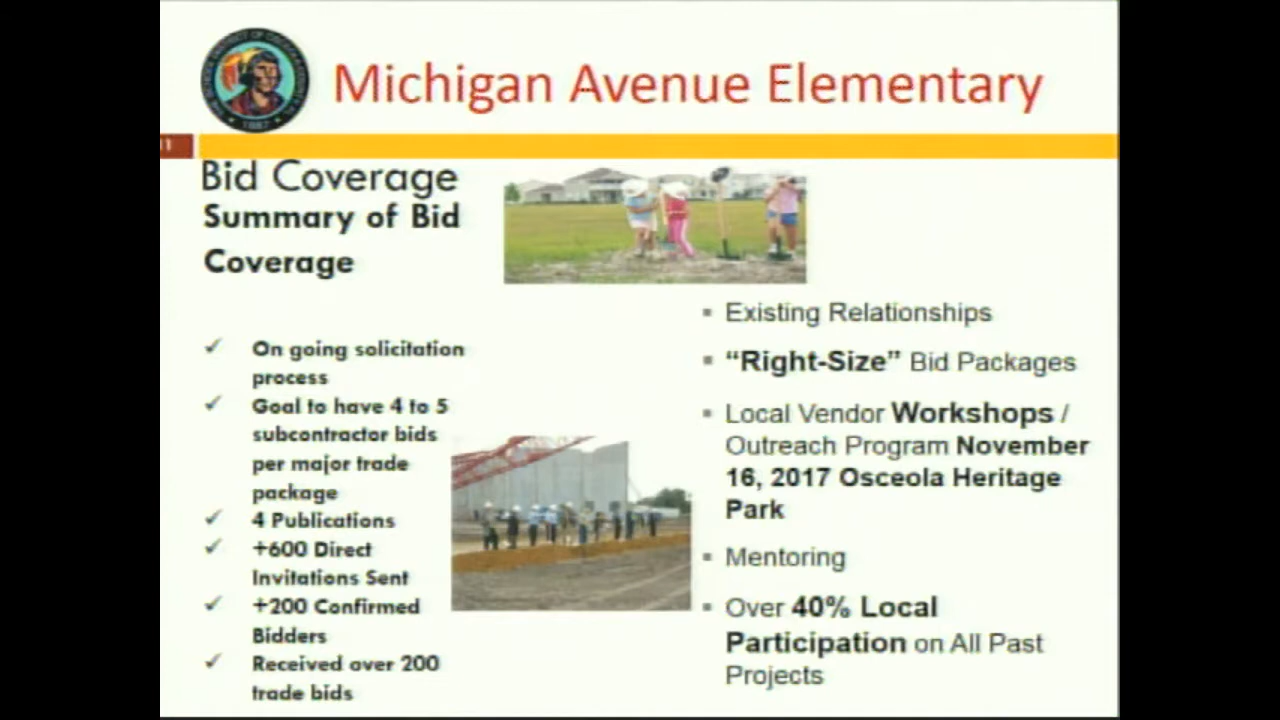 Michigan Avenue Elementary
11
Bid Coverage
Summary of Bid
Coverage
On going solicitation
process
Goal to have 4 to 5
subcontractor bids
per major trade
package
4 Publications
+600 Direct
Invitations Sent
+200 Confirmed
Bidders
Received over 200
trade bids
Existing Relationships
“Right-Size” Bid Packages
Local Vendor Workshops /
Outreach Program November
16, 2017 Osceola Heritage
Park
Mentoring
Over 40% Local
Participation on All Past
Projects